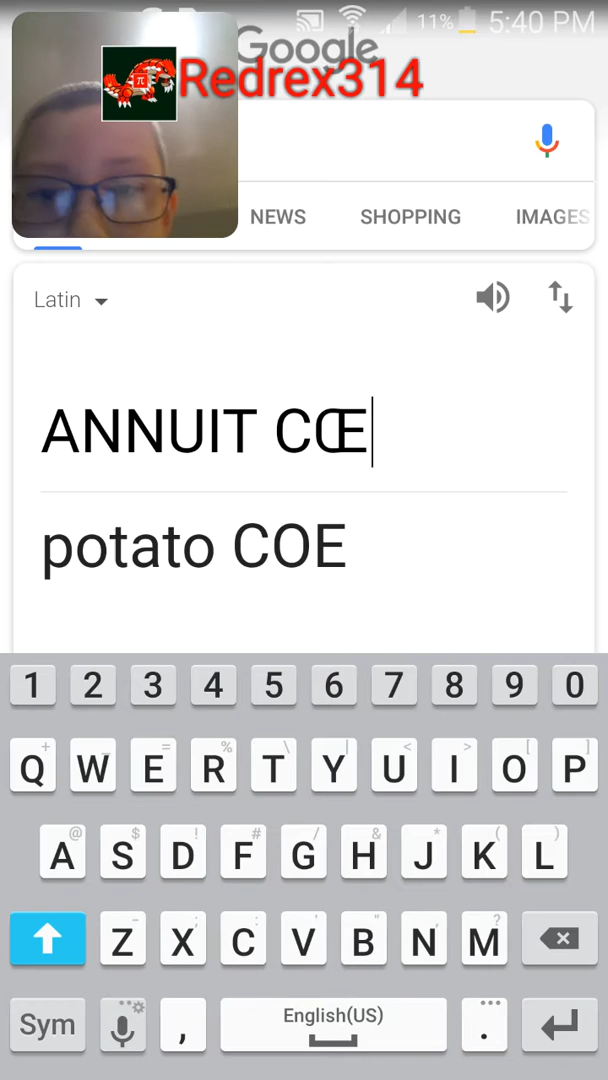 11% 5:40 PM
Google
π Redrex314
NEWS SHOPPING IMAGES
Latin
ANNUIT CŒ
potato COE
1 2 3 4 5 6 7 8 9 0
+ _ = % \ | < > [ ]
Q W E R T Y U I O P
@ $ ! # / & * ( )
A S D F G H J K L
- ; : , ' " , ?
Z X C V B N M
Sym , English(US) .